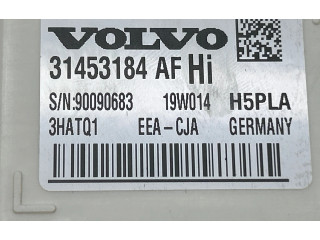 VOLVO
31453184 AF Hi
S/N:90090683 19W014 H5PLA
3HATQ1 EEA-CJA GERMANY